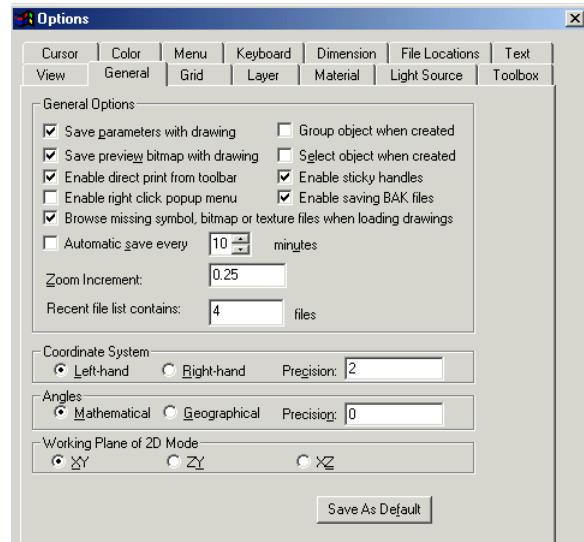 Options
Cursor Color Menu Keyboard Dimension File Locations Text
View General Grid Layer Material Light Source Toolbox
General Options
Save parameters with drawing Group object when created
Save preview bitmap with drawing Select object when created
Enable direct print from toolbar Enable sticky handles
Enable right click popup menu Enable saving BAK files
Browse missing symbol, bitmap or texture files when loading drawings
Automatic save every 10 minutes
Zoom Increment: 0.25
Recent file list contains: 4 files
Coordinate System
Left-hand Right-hand Precision: 2
Angles
Mathematical Geographical Precision: 0
Working Plane of 2D Mode
XY ZY XZ
Save As Default